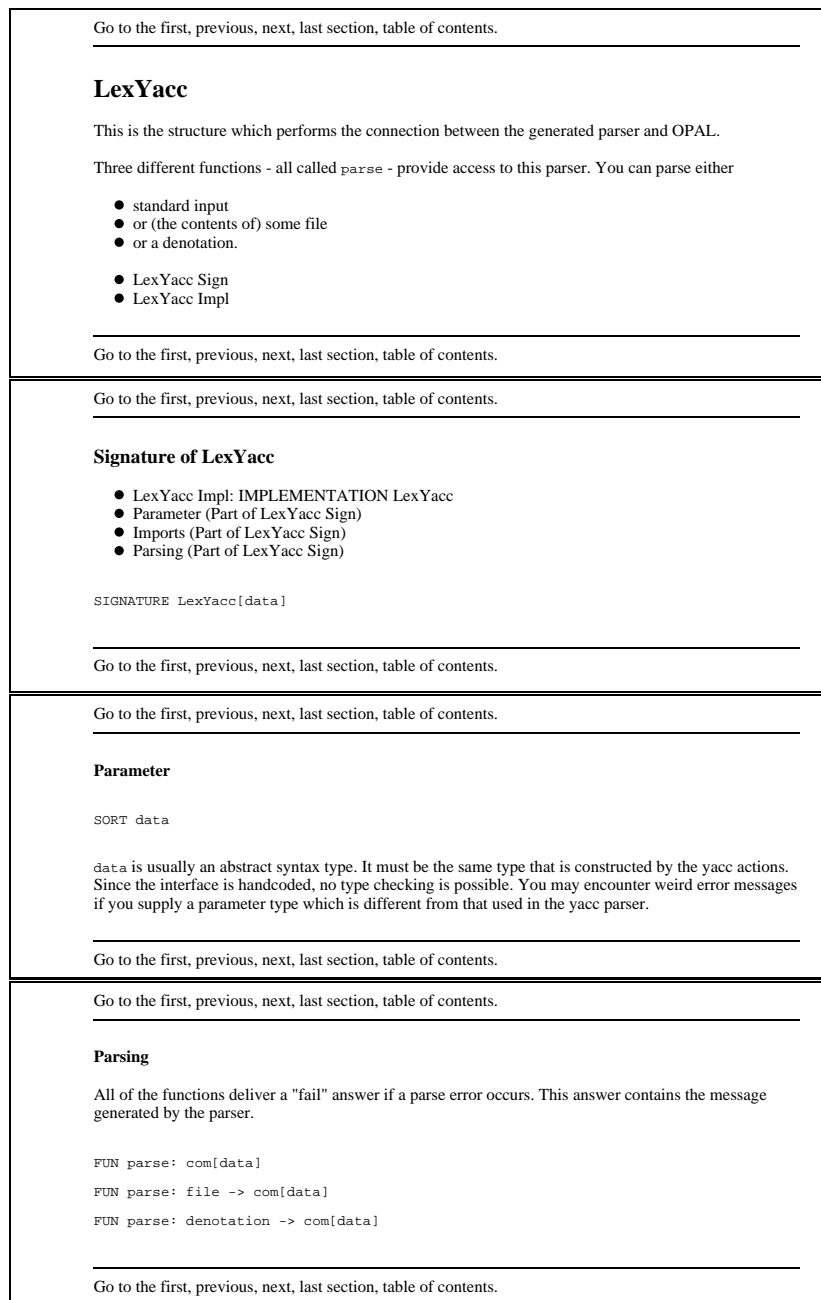 Go to the first, previous, next, last section, table of contents.
LexYacc
This is the structure which performs the connection between the generated parser and OPAL.
Three different functions - all called parse - provide access to this parser. You can parse either
● standard input
● or (the contents of) some file
● or a denotation.
● LexYacc Sign
● LexYacc Impl
Go to the first, previous, next, last section, table of contents.
Go to the first, previous, next, last section, table of contents.
Signature of LexYacc
● LexYacc Impl: IMPLEMENTATION LexYacc
● Parameter (Part of LexYacc Sign)
● Imports (Part of LexYacc Sign)
● Parsing (Part of LexYacc Sign)
SIGNATURE LexYacc[data]
Go to the first, previous, next, last section, table of contents.
Go to the first, previous, next, last section, table of contents.
Parameter
SORT data
data is usually an abstract syntax type. It must be the same type that is constructed by the yacc actions.
Since the interface is handcoded, no type checking is possible. You may encounter weird error messages
if you supply a parameter type which is different from that used in the yacc parser.
Go to the first, previous, next, last section, table of contents.
Go to the first, previous, next, last section, table of contents.
Parsing
All of the functions deliver a "fail" answer if a parse error occurs. This answer contains the message
generated by the parser.
FUN parse: com[data]
FUN parse: file -> com[data]
FUN parse: denotation -> com[data]
Go to the first, previous, next, last section, table of contents.